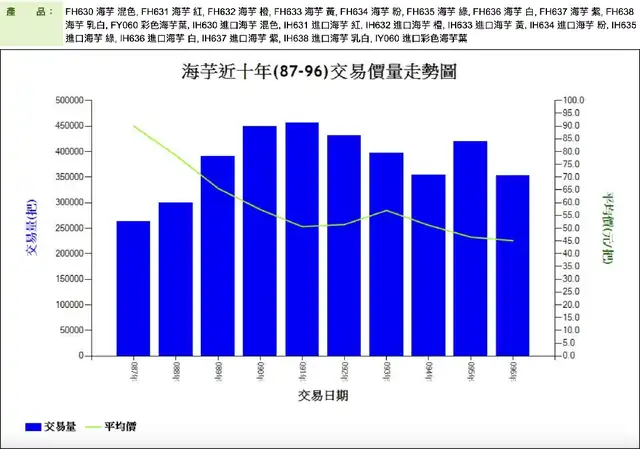 產 品： FH630 海芋 混色, FH631 海芋 紅, FH632 海芋 橙, FH633 海芋 黃, FH634 海芋 粉, FH635 海芋 綠, FH636 海芋 白, FH637 海芋 紫, FH638
海芋 乳白, FY060 彩色海芋葉, IH630 進口海芋 混色, IH631 進口海芋 紅, IH632 進口海芋 橙, IH633 進口海芋 黃, IH634 進口海芋 粉, IH635
進口海芋 綠, IH636 進口海芋 白, IH637 進口海芋 紫, IH638 進口海芋 乳白, IY060 進口彩色海芋葉
海芋近十年(87-96)交易價量走勢圖
交易量(把)
500000
450000
400000
350000
300000
250000
200000
150000
100000
50000
0
平均價(元/把)
100.0
95.0
90.0
85.0
80.0
75.0
70.0
65.0
60.0
55.0
50.0
45.0
40.0
35.0
30.0
25.0
20.0
15.0
10.0
5.0
0.0
087年
088年
089年
090年
091年
092年
093年
094年
095年
096年
交易日期
交易量 平均價